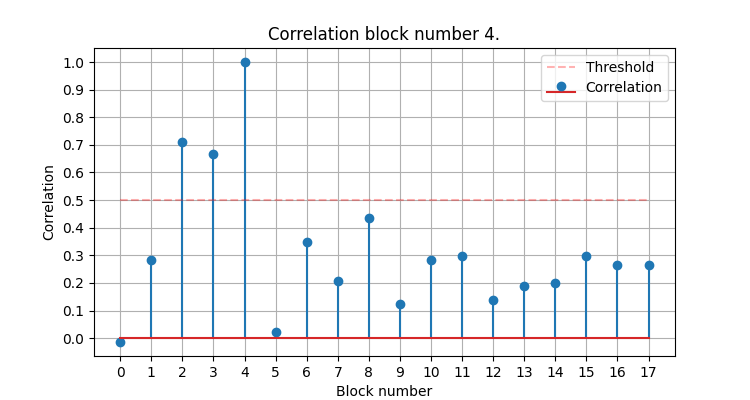 Correlation block number 4.
Threshold
Correlation
Correlation
1.0
0.9
0.8
0.7
0.6
0.5
0.4
0.3
0.2
0.1
0.0
0 1 2 3 4 5 6 7 8 9 10 11 12 13 14 15 16 17
Block number